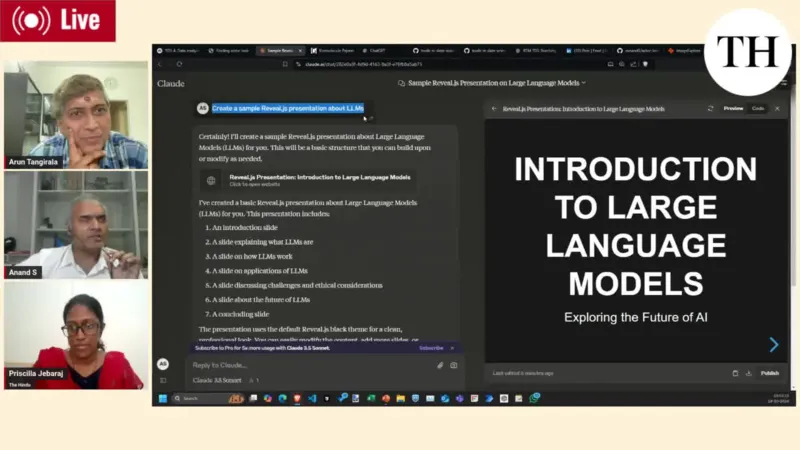 Live
TH
Arun Tangirala
Anand S
Priscilla Jebaraj
The Hindu
ChatGPT
Claude
Sample Reveal.js Presentation on Large Language Models
AS
Create a sample Reveal.js presentation about LLMs
Certainly! I'll create a sample Reveal.js presentation about Large Language
Models (LLMs) for you. This will be a basic structure that you can build upon
or modify as needed.
Reveal.js Presentation: Introduction to Large Language Models
Click to open website
I've created a basic Reveal.js presentation about Large Language Models
(LLMs) for you. This presentation includes:
1. An introduction slide
2. A slide explaining what LLMs are
3. A slide on how LLMs work
4. A slide on applications of LLMs
5. A slide discussing challenges and ethical considerations
6. A slide about the future of LLMs
7. A concluding slide
The presentation uses the default Reveal.js black theme for a clean,
professional look. You can easily modify the content, add more slides, or
Subscribe to Pro for 5x more usage with Claude 3.5 Sonnet.
Subscribe
AS
Reply to Claude...
Claude 3.5 Sonnet
Reveal.js Presentation: Introduction to Large Language Models
Preview
Code
INTRODUCTION
TO LARGE
LANGUAGE
MODELS
Exploring the Future of AI
Last edited 2 minutes ago
Publish
Search